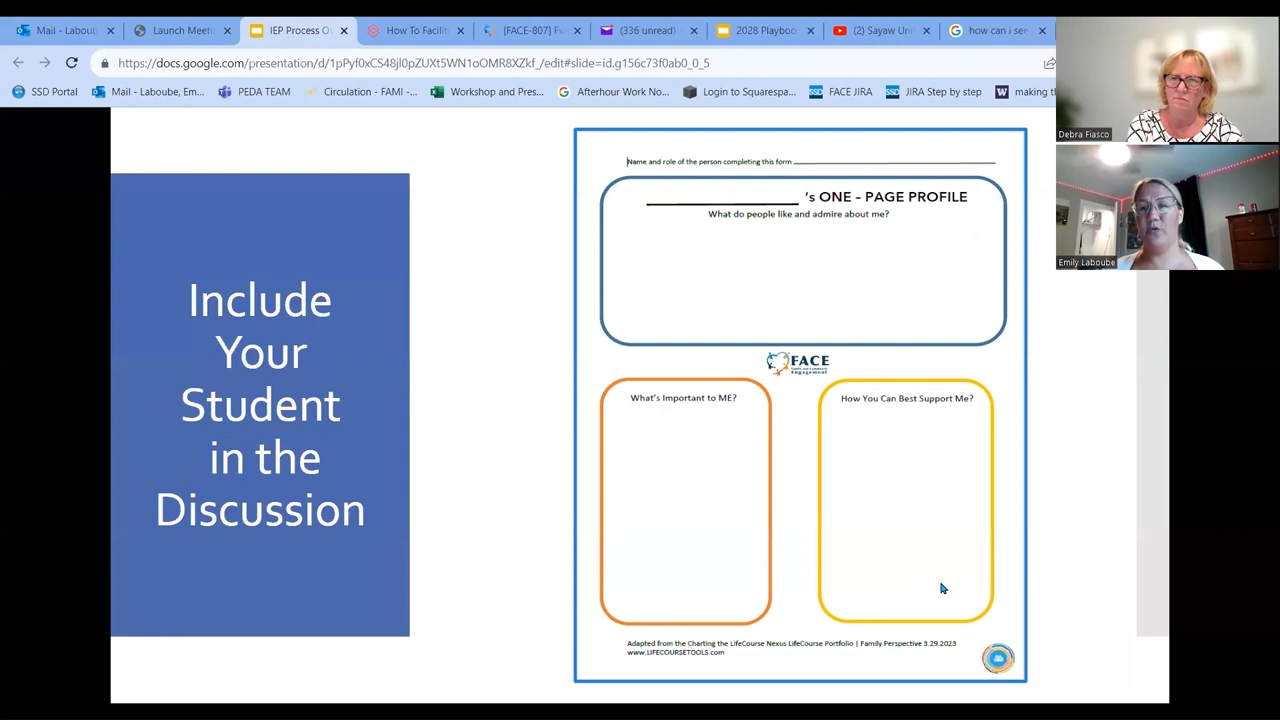 Mail - Labout
Launch Meeti
IEP Process O
How To Facilit
[FACE-807] Fw
(336 unread)
2028 Playboo
(2) Sayaw Un
how can i see
https://docs.google.com/presentation/d/1pPyf0xCS48jl0pZUXt5WN1oOMR8XZkf_/edit#slide=id.g156c73f0ab0_0_5
SSD Portal
Mail - Laboube, Em...
PEDA TEAM
Circulation - FAMI -...
Workshop and Pres...
Afterhour Work No...
Login to Squarespa...
FACE JIRA
JIRA Step by step
making th
Debra Fiasco
Emily Laboube
Include
Your
Student
in the
Discussion
Name and role of the person completing this form
's ONE - PAGE PROFILE
What do people like and admire about me?
FACE
What's Important to ME?
How You Can Best Support Me?
Adapted from the Charting the LifeCourse Nexus LifeCourse Portfolio | Family Perspective 3.29.2023
www.LIFECOURSETOOLS.com